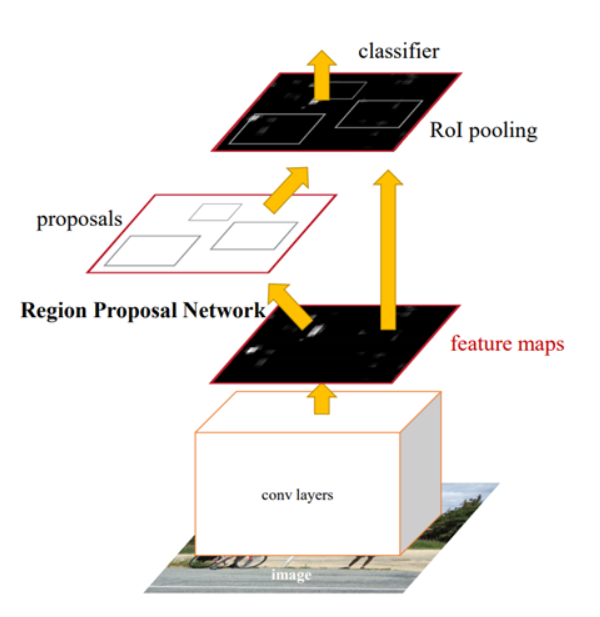 classifier
RoI pooling
proposals
Region Proposal Network
feature maps
conv layers
image